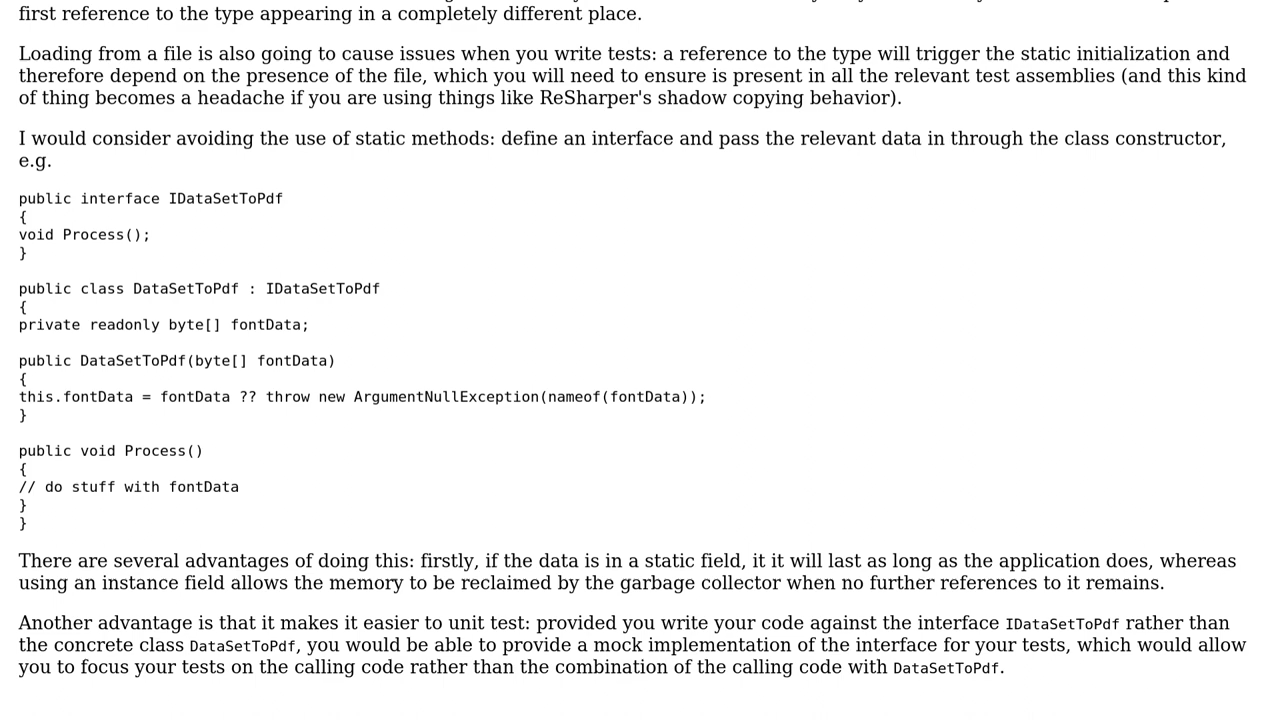 first reference to the type appearing in a completely different place.
Loading from a file is also going to cause issues when you write tests: a reference to the type will trigger the static initialization and
therefore depend on the presence of the file, which you will need to ensure is present in all the relevant test assemblies (and this kind
of thing becomes a headache if you are using things like ReSharper's shadow copying behavior).
I would consider avoiding the use of static methods: define an interface and pass the relevant data in through the class constructor,
e.g.
public interface IDataSetToPdf
{
void Process();
}
public class DataSetToPdf : IDataSetToPdf
{
private readonly byte[] fontData;
public DataSetToPdf(byte[] fontData)
{
this.fontData = fontData ?? throw new ArgumentNullException(nameof(fontData));
}
public void Process()
{
// do stuff with fontData
}
}
There are several advantages of doing this: firstly, if the data is in a static field, it it will last as long as the application does, whereas
using an instance field allows the memory to be reclaimed by the garbage collector when no further references to it remains.
Another advantage is that it makes it easier to unit test: provided you write your code against the interface IDataSetToPdf rather than
the concrete class DataSetToPdf, you would be able to provide a mock implementation of the interface for your tests, which would allow
you to focus your tests on the calling code rather than the combination of the calling code with DataSetToPdf.